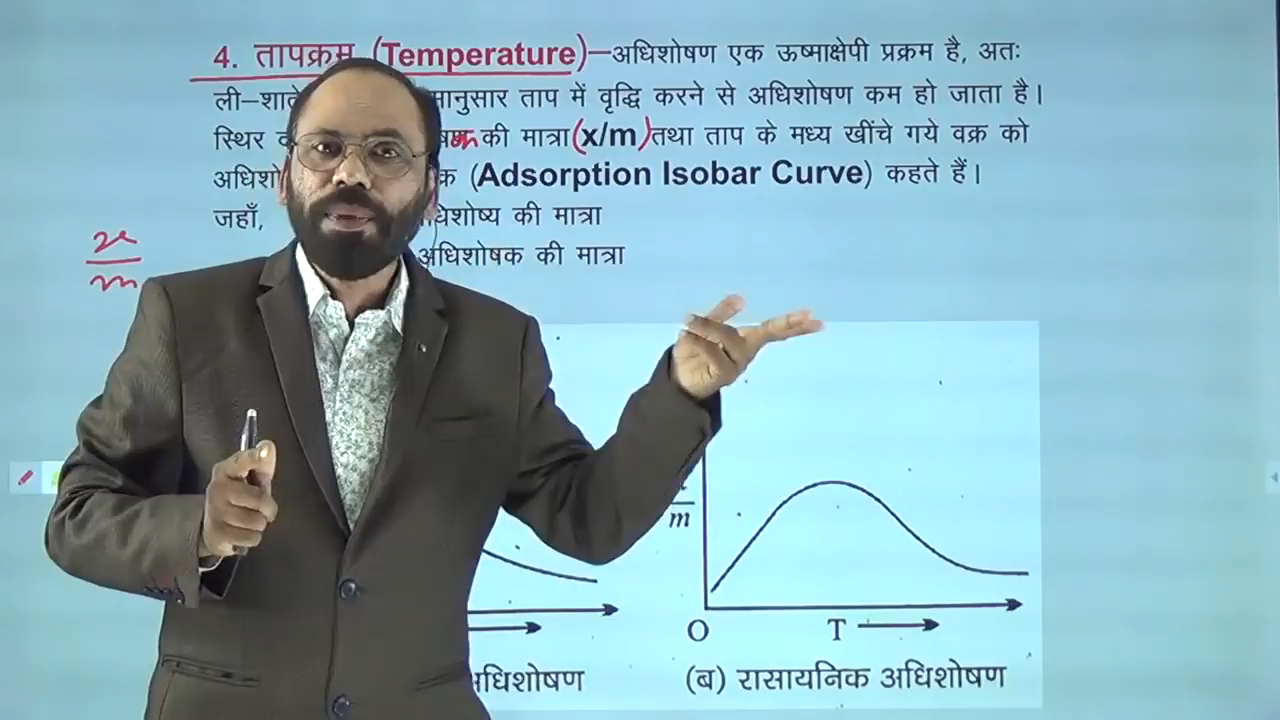 4. तापक्रम (Temperature)–अधिशोषण एक ऊष्माक्षेपी प्रक्रम है, अतः
ली–शाते मानुसार ताप में वृद्धि करने से अधिशोषण कम हो जाता है।
स्थिर की मात्रा (x/m) तथा ताप के मध्य खींचे गये वक्र को
अधिशो क्र (Adsorption Isobar Curve) कहते हैं।
जहाँ, धिशोष्य की मात्रा
अधिशोषक की मात्रा
x
m
m
O T
धिशोषण (ब) रासायनिक अधिशोषण